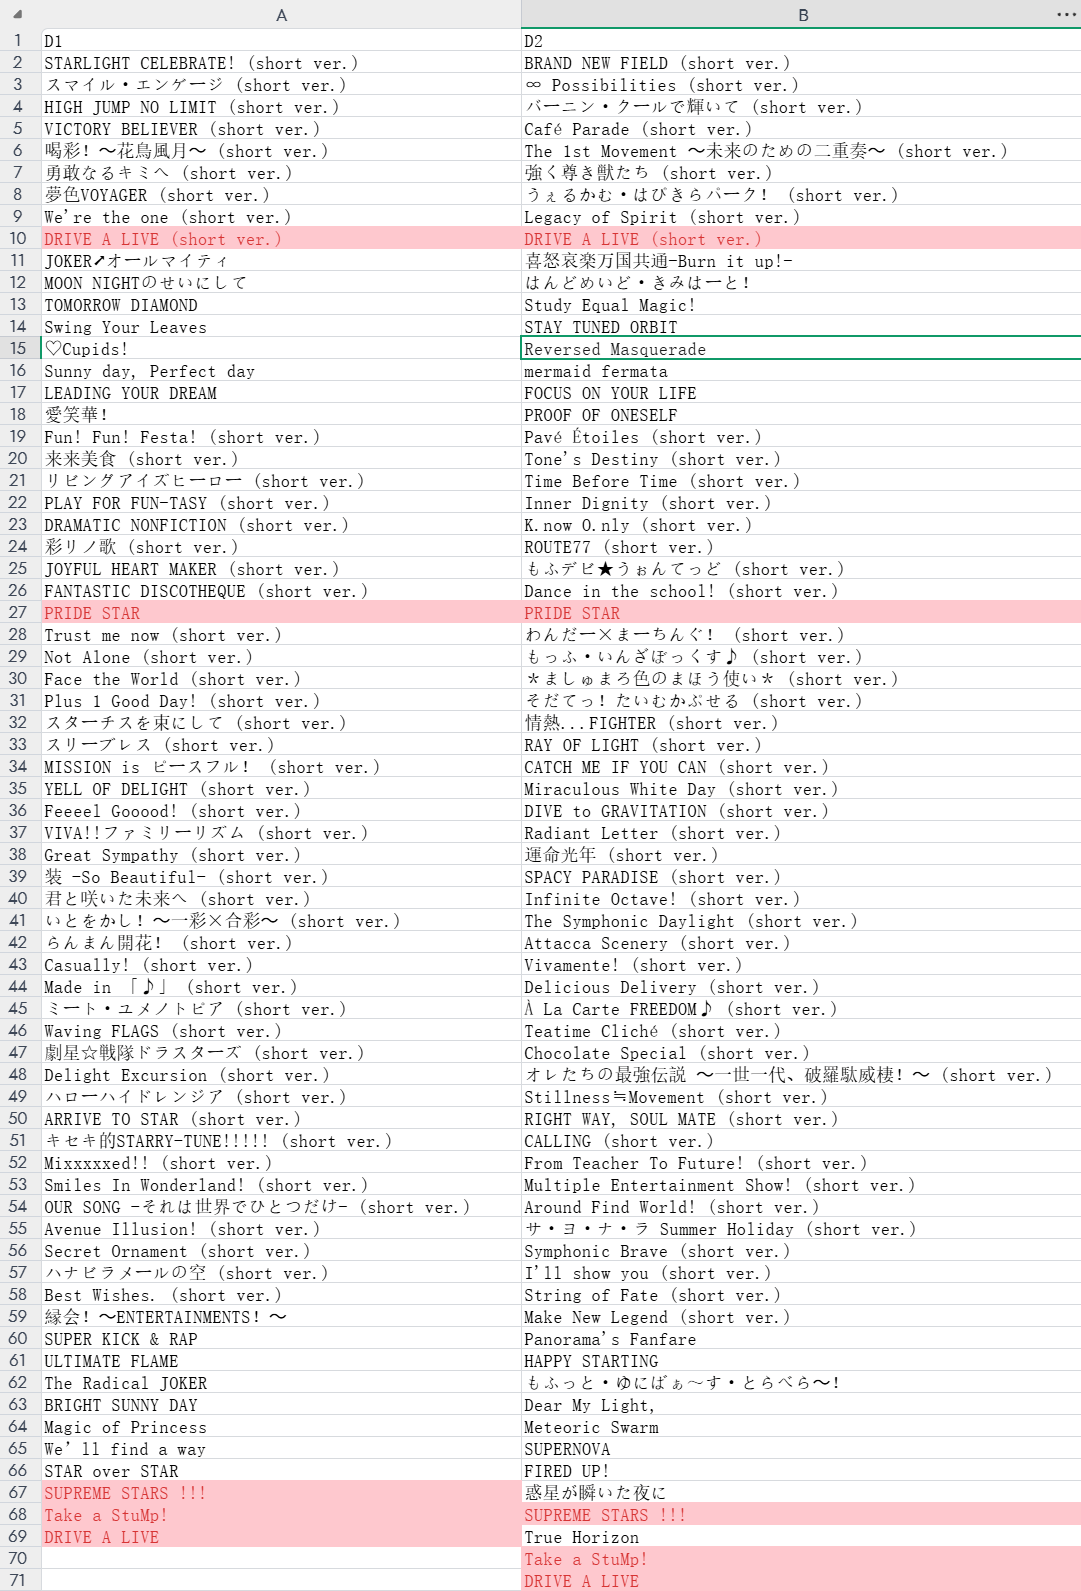 A B ...
1 D1 D2
2 STARLIGHT CELEBRATE! (short ver.) BRAND NEW FIELD (short ver.)
3 スマイル・エンゲージ (short ver.) ∞ Possibilities (short ver.)
4 HIGH JUMP NO LIMIT (short ver.) バーニン・クールで輝いて (short ver.)
5 VICTORY BELIEVER (short ver.) Café Parade (short ver.)
6 喝彩！～花鳥風月～ (short ver.) The 1st Movement ～未来のための二重奏～ (short ver.)
7 勇敢なるキミへ (short ver.) 強く尊き獣たち (short ver.)
8 夢色VOYAGER (short ver.) うぇるかむ・はぴきらパーク！ (short ver.)
9 We're the one (short ver.) Legacy of Spirit (short ver.)
10 DRIVE A LIVE (short ver.) DRIVE A LIVE (short ver.)
11 JOKER➚オールマイティ 喜怒哀楽万国共通-Burn it up!-
12 MOON NIGHTのせいにして はんどめいど・きみはーと！
13 TOMORROW DIAMOND Study Equal Magic!
14 Swing Your Leaves STAY TUNED ORBIT
15 ♡Cupids! Reversed Masquerade
16 Sunny day, Perfect day mermaid fermata
17 LEADING YOUR DREAM FOCUS ON YOUR LIFE
18 愛笑華！ PROOF OF ONESELF
19 Fun! Fun! Festa! (short ver.) Pavé Étoiles (short ver.)
20 来来美食 (short ver.) Tone's Destiny (short ver.)
21 リビングアイズヒーロー (short ver.) Time Before Time (short ver.)
22 PLAY FOR FUN-TASY (short ver.) Inner Dignity (short ver.)
23 DRAMATIC NONFICTION (short ver.) K.now O.nly (short ver.)
24 彩リノ歌 (short ver.) ROUTE77 (short ver.)
25 JOYFUL HEART MAKER (short ver.) もふデビ★うぉんてっど (short ver.)
26 FANTASTIC DISCOTHEQUE (short ver.) Dance in the school! (short ver.)
27 PRIDE STAR PRIDE STAR
28 Trust me now (short ver.) わんだー×まーちんぐ！ (short ver.)
29 Not Alone (short ver.) もっふ・いんざぼっくす♪ (short ver.)
30 Face the World (short ver.) ＊ましゅまろ色のまほう使い＊ (short ver.)
31 Plus 1 Good Day! (short ver.) そだてっ！たいむかぷせる (short ver.)
32 スターチスを束にして (short ver.) 情熱...FIGHTER (short ver.)
33 スリーブレス (short ver.) RAY OF LIGHT (short ver.)
34 MISSION is ピースフル！ (short ver.) CATCH ME IF YOU CAN (short ver.)
35 YELL OF DELIGHT (short ver.) Miraculous White Day (short ver.)
36 Feeeel Gooood! (short ver.) DIVE to GRAVITATION (short ver.)
37 VIVA!!ファミリーリズム (short ver.) Radiant Letter (short ver.)
38 Great Sympathy (short ver.) 運命光年 (short ver.)
39 装 -So Beautiful- (short ver.) SPACY PARADISE (short ver.)
40 君と咲いた未来へ (short ver.) Infinite Octave! (short ver.)
41 いとをかし！～一彩×合彩～ (short ver.) The Symphonic Daylight (short ver.)
42 らんまん開花！ (short ver.) Attacca Scenery (short ver.)
43 Casually! (short ver.) Vivamente! (short ver.)
44 Made in 「♪」 (short ver.) Delicious Delivery (short ver.)
45 ミート・ユメノトピア (short ver.) À La Carte FREEDOM♪ (short ver.)
46 Waving FLAGS (short ver.) Teatime Cliché (short ver.)
47 劇星☆戦隊ドラスターズ (short ver.) Chocolate Special (short ver.)
48 Delight Excursion (short ver.) オレたちの最強伝説 ～一世一代、破羅駄威棲！～ (short ver.)
49 ハローハイドレンジア (short ver.) Stillness≒Movement (short ver.)
50 ARRIVE TO STAR (short ver.) RIGHT WAY, SOUL MATE (short ver.)
51 キセキ的STARRY-TUNE!!!!! (short ver.) CALLING (short ver.)
52 Mixxxxxed!! (short ver.) From Teacher To Future! (short ver.)
53 Smiles In Wonderland! (short ver.) Multiple Entertainment Show! (short ver.)
54 OUR SONG -それは世界でひとつだけ- (short ver.) Around Find World! (short ver.)
55 Avenue Illusion! (short ver.) サ・ヨ・ナ・ラ Summer Holiday (short ver.)
56 Secret Ornament (short ver.) Symphonic Brave (short ver.)
57 ハナビラメールの空 (short ver.) I'll show you (short ver.)
58 Best Wishes. (short ver.) String of Fate (short ver.)
59 縁会！～ENTERTAINMENTS！～ Make New Legend (short ver.)
60 SUPER KICK & RAP Panorama's Fanfare
61 ULTIMATE FLAME HAPPY STARTING
62 The Radical JOKER もふっと・ゆにばぁ～す・とらべら～！
63 BRIGHT SUNNY DAY Dear My Light,
64 Magic of Princess Meteoric Swarm
65 We’ll find a way SUPERNOVA
66 STAR over STAR FIRED UP!
67 SUPREME STARS !!! 惑星が瞬いた夜に
68 Take a StuMp! SUPREME STARS !!!
69 DRIVE A LIVE True Horizon
70 Take a StuMp!
71 DRIVE A LIVE